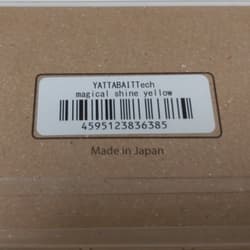 YATTABAITTech
magical shine yellow
4595123836385
Made in Japan